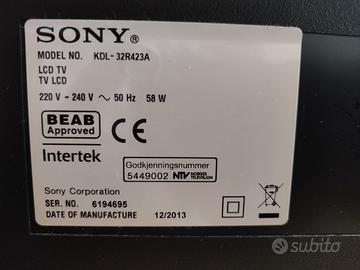 SONY®
MODEL NO. KDL-32R423A
LCD TV
TV LCD
220 V - 240 V ~ 50 Hz 58 W
BEAB
Approved
CE
Intertek
Godkjenningsnummer
5449002 NTV NORGES TELEVISJON
Sony Corporation
SER. NO. 6194695
DATE OF MANUFACTURE 12/2013
subito